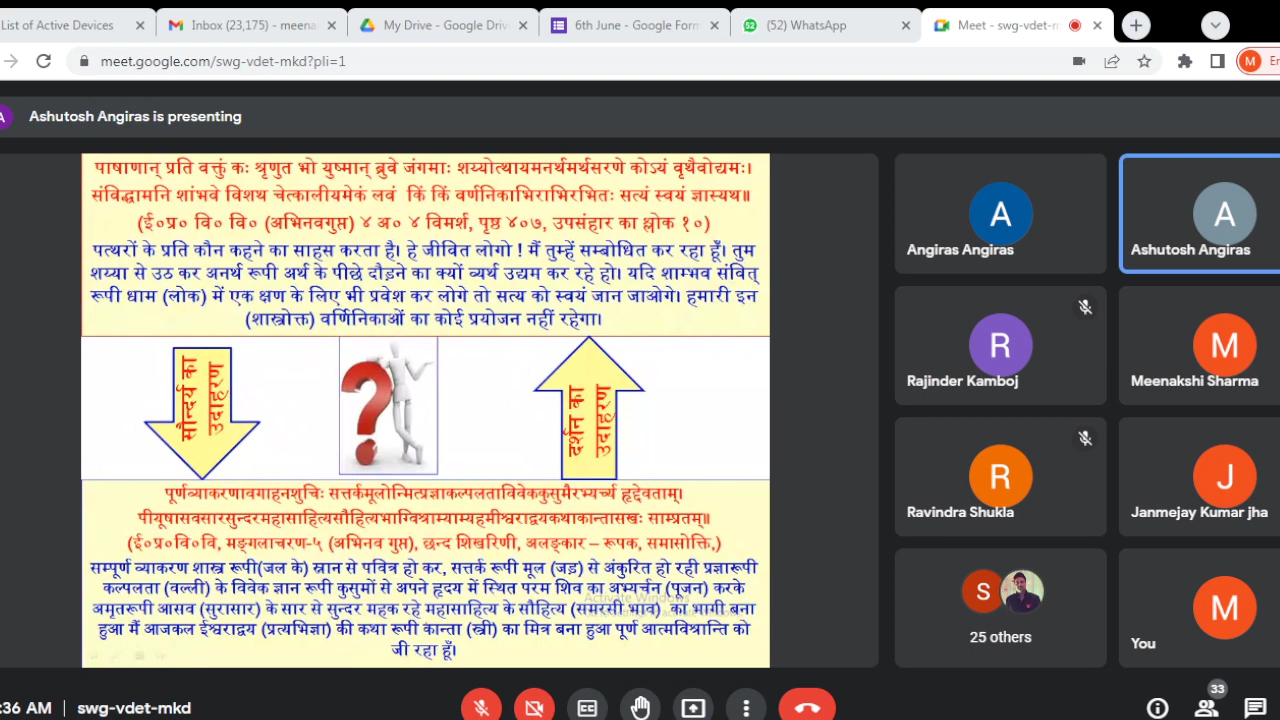 List of Active Devices
Inbox (23,175) - meena
My Drive - Google Driv
6th June - Google Form
52
(52) WhatsApp
Meet - swg-vdet-m
meet.google.com/swg-vdet-mkd?pli=1
M
A
Ashutosh Angiras is presenting
पाषाणान् प्रति वक्तुं कः श्रृणुत भो युष्मान् ब्रुवे जंगमाः शय्योत्थायमनर्थमर्थसरणे कोऽयं वृथैवोद्यमः।
संविद्धामनि शांभवे विशथ चेत्कालीयमेकं लवं किं किं वर्णनिकाभिराभिरभितः सत्यं स्वयं ज्ञास्यथ॥
(ई०प्र० वि० वि० (अभिनवगुप्त) ४ अ० ४ विमर्श, पृष्ठ ४०७, उपसंहार का श्लोक १०)
पत्थरों के प्रति कौन कहने का साहस करता है। हे जीवित लोगो ! मैं तुम्हें सम्बोधित कर रहा हूँ। तुम
शय्या से उठ कर अनर्थ रूपी अर्थ के पीछे दौड़ने का क्यों व्यर्थ उद्यम कर रहे हो। यदि शाम्भव संवित्
रूपी धाम (लोक) में एक क्षण के लिए भी प्रवेश कर लोगे तो सत्य को स्वयं जान जाओगे। हमारी इन
(शास्त्रोक्त) वर्णिनिकाओं का कोई प्रयोजन नहीं रहेगा।
सौन्दर्य का
उदाहरण
दर्शन का
उदाहरण
पूर्णव्याकरणावगाहनशुचिः सत्तर्कमूलोन्मित्प्रज्ञाकल्पलताविवेककुसुमैरभ्यर्च्य हृद्देवताम्।
पीयूषासवसारसुन्दरमहासाहित्यसौहित्यभाग्विश्राम्याम्यहमीश्वराद्वयकथाकान्तासखः साम्प्रतम्॥
(ई०प्र०वि०वि, मङ्गलाचरण-५ (अभिनव गुप्त), छन्द शिखरिणी, अलङ्कार – रूपक, समासोक्ति,)
सम्पूर्ण व्याकरण शास्त्र रूपी(जल के) स्नान से पवित्र हो कर, सत्तर्क रूपी मूल (जड़) से अंकुरित हो रही प्रज्ञारूपी
कल्पलता (वल्ली) के विवेक ज्ञान रूपी कुसुमों से अपने हृदय में स्थित परम शिव का अभ्यर्चन (पूजन) करके
अमृतरूपी आसव (सुरासार) के सार से सुन्दर महक रहे महासाहित्य के सौहित्य (समरसी भाव) का भागी बना
हुआ मैं आजकल ईश्वराद्वय (प्रत्यभिज्ञा) की कथा रूपी कान्ता (स्त्री) का मित्र बना हुआ पूर्ण आत्मविश्रान्ति को
जी रहा हूँ।
Activate Windows
A
Angiras Angiras
A
Ashutosh Angiras
R
Rajinder Kamboj
M
Meenakshi Sharma
R
Ravindra Shukla
J
Janmejay Kumar jha
S
25 others
M
You
:36 AM | swg-vdet-mkd
33